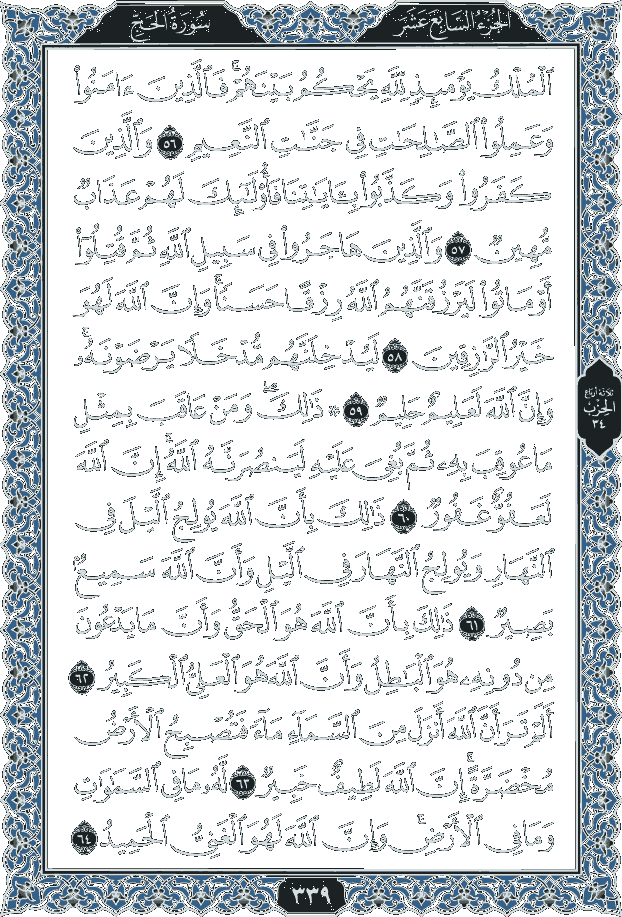 الجزء السابع عشر
سورة الحج
ٱلْمُلْكُ يَوْمَئِذٍ لِّلَّهِ يَحْكُمُ بَيْنَهُمْ ۚ فَٱلَّذِينَ ءَامَنُوا۟
وَعَمِلُوا۟ ٱلصَّٰلِحَٰتِ فِى جَنَّٰتِ ٱلنَّعِيمِ ٥٦ وَٱلَّذِينَ
كَفَرُوا۟ وَكَذَّبُوا۟ بِـَٔايَٰتِنَا فَأُو۟لَٰٓئِكَ لَهُمْ عَذَابٌ
مُّهِينٌ ٥٧ وَٱلَّذِينَ هَاجَرُوا۟ فِى سَبِيلِ ٱللَّهِ ثُمَّ قُتِلُوٓا۟
أَوْ مَاتُوا۟ لَيَرْزُقَنَّهُمُ ٱللَّهُ رِزْقًا حَسَنًا ۚ وَإِنَّ ٱللَّهَ لَهُوَ
خَيْرُ ٱلرَّٰزِقِينَ ٥٨ لَيُدْخِلَنَّهُم مُّدْخَلًا يَرْضَوْنَهُۥ ۗ
وَإِنَّ ٱللَّهَ لَعَلِيمٌ حَلِيمٌ ٥٩ ۞ ذَٰلِكَ ۖ وَمَنْ عَاقَبَ بِمِثْلِ
مَا عُوقِبَ بِهِۦ ثُمَّ بُغِىَ عَلَيْهِ لَيَنصُرَنَّهُ ٱللَّهُ ۗ إِنَّ ٱللَّهَ
لَعَفُوٌّ غَفُورٌ ٦٠ ذَٰلِكَ بِأَنَّ ٱللَّهَ يُولِجُ ٱلَّيْلَ فِى
ٱلنَّهَارِ وَيُولِجُ ٱلنَّهَارَ فِى ٱلَّيْلِ وَأَنَّ ٱللَّهَ سَمِيعٌۢ
بَصِيرٌ ٦١ ذَٰلِكَ بِأَنَّ ٱللَّهَ هُوَ ٱلْحَقُّ وَأَنَّ مَا يَدْعُونَ
مِن دُونِهِۦ هُوَ ٱلْبَٰطِلُ وَأَنَّ ٱللَّهَ هُوَ ٱلْعَلِىُّ ٱلْكَبِيرُ ٦٢
أَلَمْ تَرَ أَنَّ ٱللَّهَ أَنزَلَ مِنَ ٱلسَّمَآءِ مَآءً فَتُصْبِحُ ٱلْأَرْضُ
مُخْضَرَّةً ۗ إِنَّ ٱللَّهَ لَطِيفٌ خَبِيرٌ ٦٣ لَّهُۥ مَا فِى ٱلسَّمَٰوَٰتِ
وَمَا فِى ٱلْأَرْضِ ۗ وَإِنَّ ٱللَّهَ لَهُوَ ٱلْغَنِىُّ ٱلْحَمِيدُ ٦٤
ثلاثة أرباع
الحزب
٣٤
٣٣٩